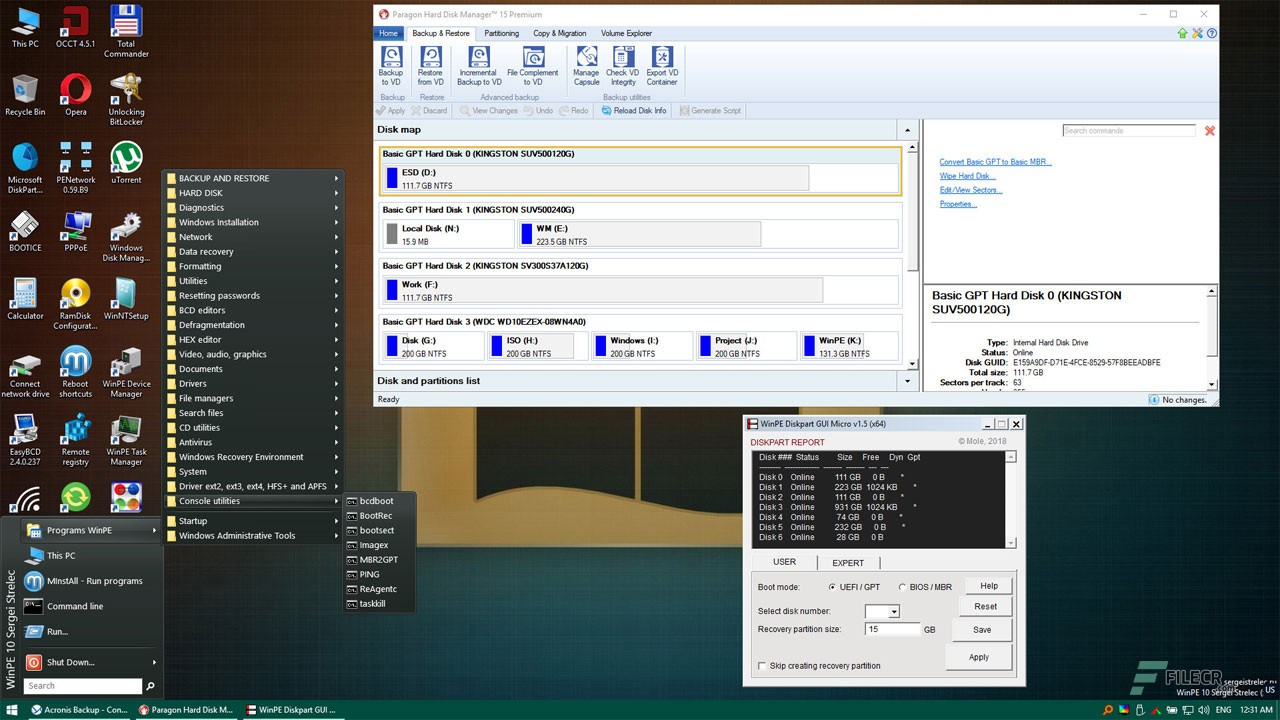 This PC
OCCT 4.5.1
Total
Commander
Recycle Bin
Opera
Unlocking
BitLocker
Microsoft
DiskPart...
PENetwork
0.59.B9
uTorrent
BOOTICE
PPPoE
Windows
Disk Manag...
Calculator
RamDisk
Configurat...
WinNTSetup
Connect
network drive
Reboot
shortcuts
WinPE Device
Manager
EasyBCD
2.4.0.237
Remote
registry
WinPE Task
Manager
BACKUP AND RESTORE
HARD DISK
Diagnostics
Windows Installation
Network
Data recovery
Formatting
Utilities
Resetting passwords
BCD editors
Defragmentation
HEX editor
Video, audio, graphics
Documents
Drivers
File managers
Search files
CD utilities
Antivirus
Windows Recovery Environment
System
Driver ext2, ext3, ext4, HFS+ and APFS
Console utilities
Startup
Windows Administrative Tools
bcdboot
BootRec
bootsect
Imagex
MBR2GPT
PING
ReAgentc
taskkill
WinPE 10 Sergei Strelec
Programs WinPE
This PC
MInstAll - Run programs
Command line
Run...
Shut Down...
Search
Paragon Hard Disk Manager™ 15 Premium
Home Backup & Restore Partitioning Copy & Migration Volume Explorer
Backup
to VD
Restore
from VD
Incremental
Backup to VD
File Complement
to VD
Manage
Capsule
Check VD
Integrity
Export VD
Container
Backup Restore Advanced backup Backup utilities
Apply Discard View Changes Undo Redo Reload Disk Info Generate Script
Disk map
Basic GPT Hard Disk 0 (KINGSTON SUV500120G)
ESD (D:)
111.7 GB NTFS
Basic GPT Hard Disk 1 (KINGSTON SUV500240G)
Local Disk (N:) WM (E:)
15.9 MB 223.5 GB NTFS
Basic GPT Hard Disk 2 (KINGSTON SV300S37A120G)
Work (F:)
111.7 GB NTFS
Basic GPT Hard Disk 3 (WDC WD10EZEX-08WN4A0)
Disk (G:) ISO (H:) Windows (I:) Project (J:) WinPE (K:)
200 GB NTFS 200 GB NTFS 200 GB NTFS 200 GB NTFS 131.3 GB NTFS
Disk and partitions list
Ready No changes.
Search commands
Convert Basic GPT to Basic MBR...
Wipe Hard Disk...
Edit/View Sectors...
Properties...
Basic GPT Hard Disk 0 (KINGSTON
SUV500120G)
Type: Internal Hard Disk Drive
Status: Online
Disk GUID: E159A9DF-D71E-4FCE-8529-57F8BEEADBFE
Total size: 111.7 GB
Sectors per track: 63
WinPE Diskpart GUI Micro v1.5 (x64)
DISKPART REPORT © Mole, 2018
Disk ### Status Size Free Dyn Gpt
-------- ------------- ------- ------- --- ---
Disk 0 Online 111 GB 0 B *
Disk 1 Online 223 GB 1024 KB *
Disk 2 Online 111 GB 0 B *
Disk 3 Online 931 GB 1024 KB *
Disk 4 Online 74 GB 0 B *
Disk 5 Online 232 GB 0 B *
Disk 6 Online 28 GB 0 B
USER EXPERT
Boot mode: UEFI / GPT BIOS / MBR Help
Select disk number: Reset
Recovery partition size: 15 GB Save
Skip creating recovery partition Apply
FILECR
sergeistrelec.ru
WinPE 10 Sergei Strelec
US
Acronis Backup - Con... Paragon Hard Disk M... WinPE Diskpart GUI ... ENG 12:31 AM